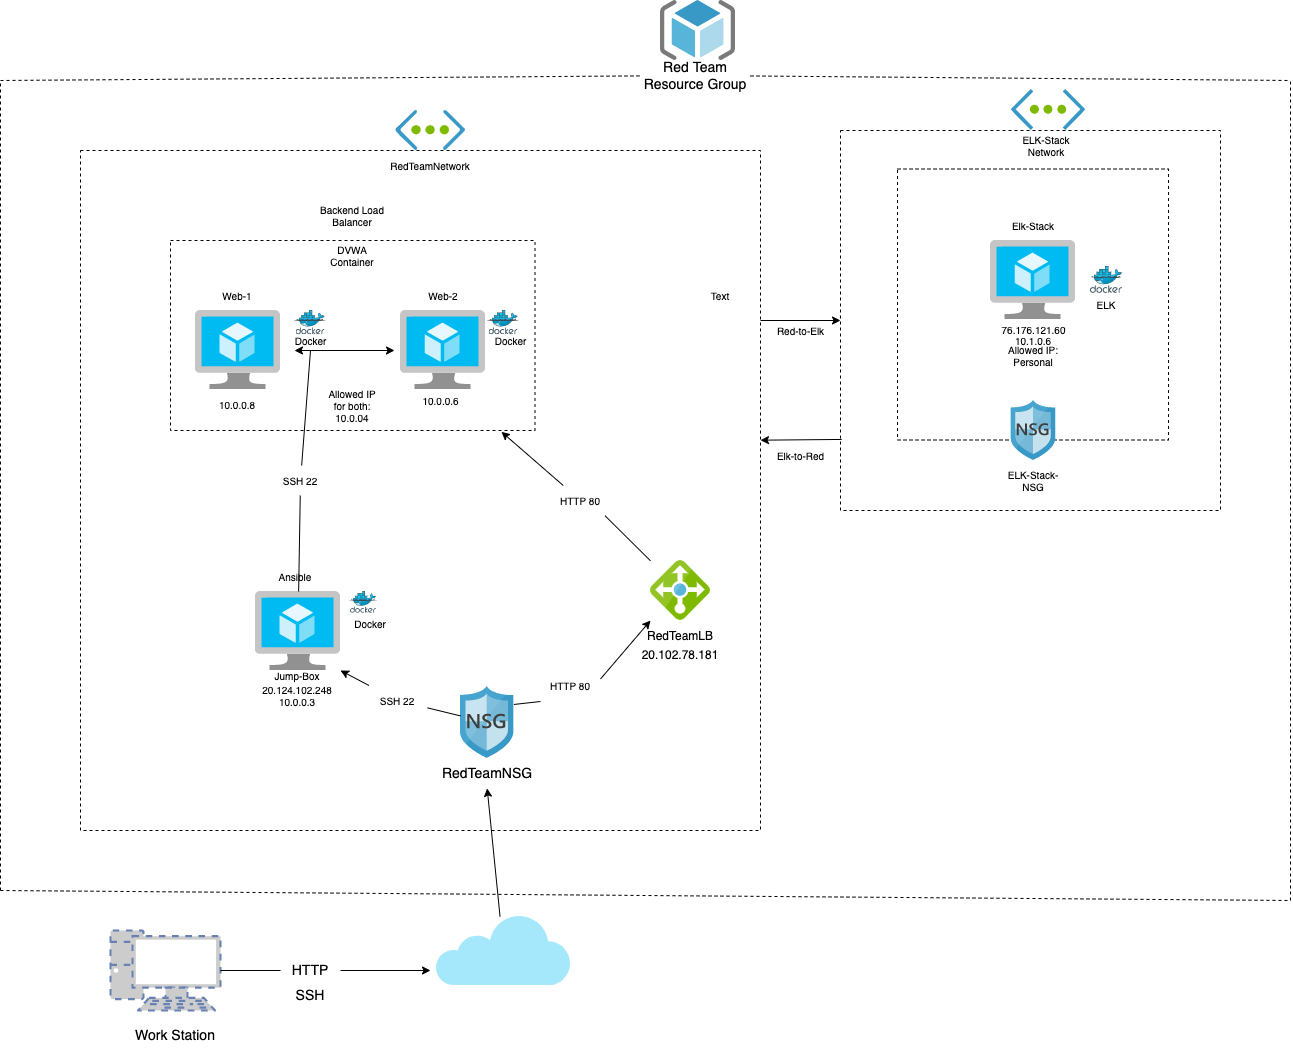 Red Team
Resource Group
RedTeamNetwork
ELK-Stack
Network
Backend Load
Balancer
DVWA
Container
Web-1
Web-2
docker
Docker
docker
Docker
10.0.0.8
Allowed IP
for both:
10.0.04
10.0.0.6
Text
Red-to-Elk
Elk-to-Red
Elk-Stack
docker
ELK
76.176.121.60
10.1.0.6
Allowed IP:
Personal
NSG
ELK-Stack-
NSG
SSH 22
HTTP 80
Ansible
docker
Docker
Jump-Box
20.124.102.248
10.0.0.3
RedTeamLB
20.102.78.181
SSH 22
HTTP 80
NSG
RedTeamNSG
HTTP
SSH
Work Station